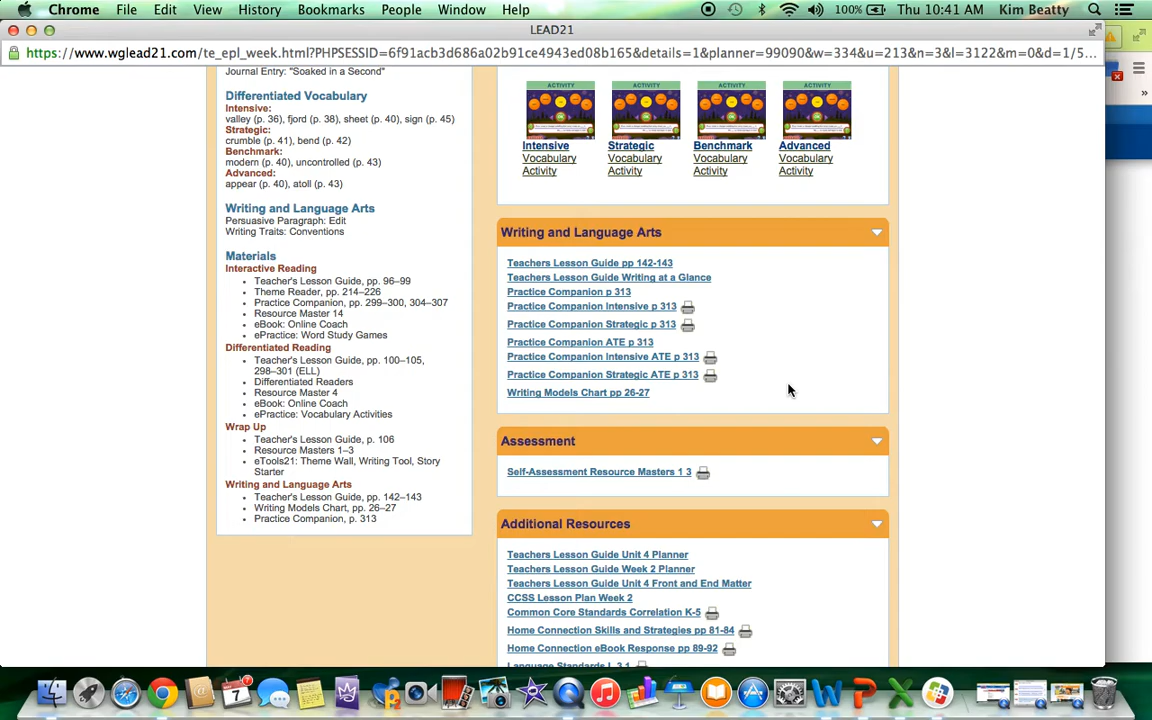 Chrome File Edit View History Bookmarks People Window Help 100% Thu 10:41 AM Kim Beatty
LEAD21
https://www.wglead21.com/te_epl_week.html?PHPSESSID=6f91acb3d686a02b91ce4943ed08b165&details=1&planner=99090&w=334&u=213&n=3&l=3122&m=0&d=1/5...
Journal Entry: "Soaked in a Second"
Differentiated Vocabulary
Intensive:
valley (p. 36), fjord (p. 38), sheet (p. 40), sign (p. 45)
Strategic:
crumble (p. 41), bend (p. 42)
Benchmark:
modern (p. 40), uncontrolled (p. 43)
Advanced:
appear (p. 40), atoll (p. 43)
Writing and Language Arts
Persuasive Paragraph: Edit
Writing Traits: Conventions
Materials
Interactive Reading
Teacher's Lesson Guide, pp. 96–99
Theme Reader, pp. 214–226
Practice Companion, pp. 299–300, 304–307
Resource Master 14
eBook: Online Coach
ePractice: Word Study Games
Differentiated Reading
Teacher's Lesson Guide, pp. 100–105,
298–301 (ELL)
Differentiated Readers
Resource Master 4
eBook: Online Coach
ePractice: Vocabulary Activities
Wrap Up
Teacher's Lesson Guide, p. 106
Resource Masters 1–3
eTools21: Theme Wall, Writing Tool, Story
Starter
Writing and Language Arts
Teacher's Lesson Guide, pp. 142–143
Writing Models Chart, pp. 26–27
Practice Companion, p. 313
ACTIVITY ACTIVITY ACTIVITY ACTIVITY
Intensive Strategic Benchmark Advanced
Vocabulary Vocabulary Vocabulary Vocabulary
Activity Activity Activity Activity
Writing and Language Arts
Teachers Lesson Guide pp 142-143
Teachers Lesson Guide Writing at a Glance
Practice Companion p 313
Practice Companion Intensive p 313
Practice Companion Strategic p 313
Practice Companion ATE p 313
Practice Companion Intensive ATE p 313
Practice Companion Strategic ATE p 313
Writing Models Chart pp 26-27
Assessment
Self-Assessment Resource Masters 1 3
Additional Resources
Teachers Lesson Guide Unit 4 Planner
Teachers Lesson Guide Week 2 Planner
Teachers Lesson Guide Unit 4 Front and End Matter
CCSS Lesson Plan Week 2
Common Core Standards Correlation K-5
Home Connection Skills and Strategies pp 81-84
Home Connection eBook Response pp 89-92
Language Standards L 3 1